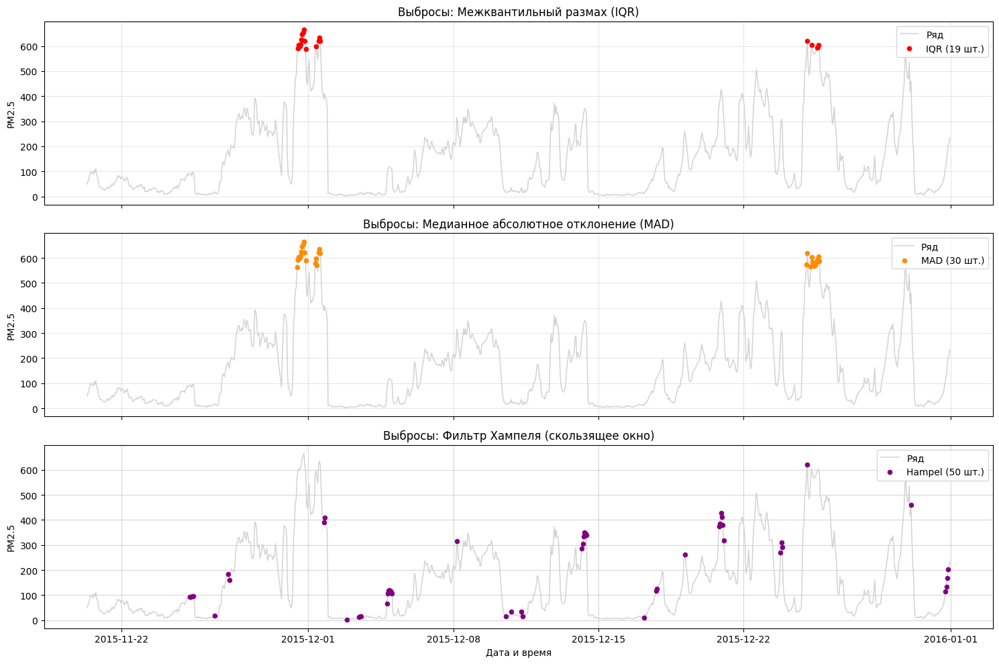 Выбросы: Межквантильный размах (IQR)
Ряд
IQR (19 шт.)
600
500
400
300
200
100
0
PM2.5
Выбросы: Медианное абсолютное отклонение (MAD)
Ряд
MAD (30 шт.)
600
500
400
300
200
100
0
PM2.5
Выбросы: Фильтр Хампеля (скользящее окно)
Ряд
Hampel (50 шт.)
600
500
400
300
200
100
0
PM2.5
2015-11-22 2015-12-01 2015-12-08 2015-12-15 2015-12-22 2016-01-01
Дата и время